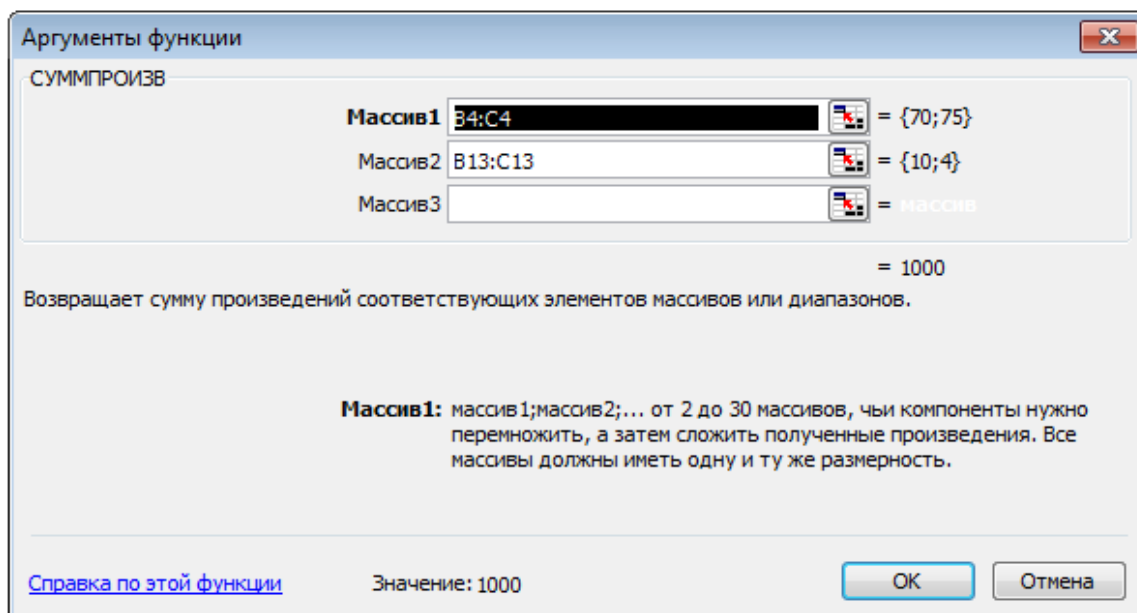 Аргументы функции
СУММПРОИЗВ
Массив1 B4:C4 = {70;75}
Массив2 B13:C13 = {10;4}
Массив3 = массив
= 1000
Возвращает сумму произведений соответствующих элементов массивов или диапазонов.
Массив1: массив1;массив2;... от 2 до 30 массивов, чьи компоненты нужно
перемножить, а затем сложить полученные произведения. Все
массивы должны иметь одну и ту же размерность.
Справка по этой функции Значение: 1000 ОК Отмена